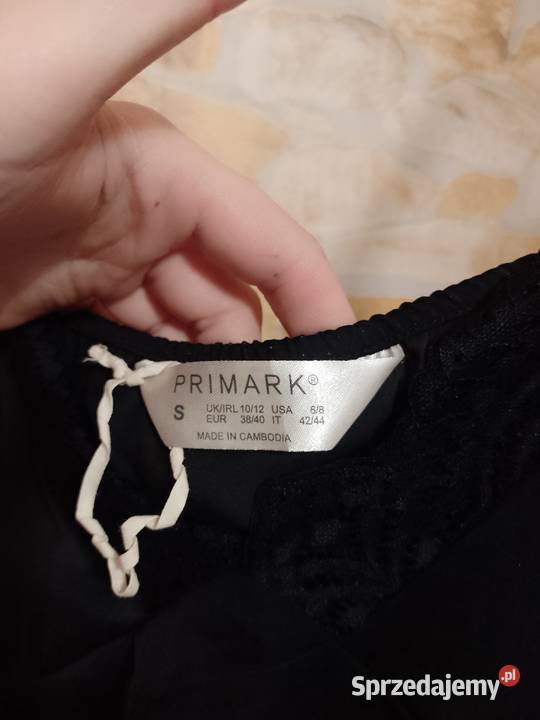 PRIMARK®
S UK/IRL 10/12 USA 6/8
EUR 38/40 IT 42/44
MADE IN CAMBODIA
Sprzedajemy.pl